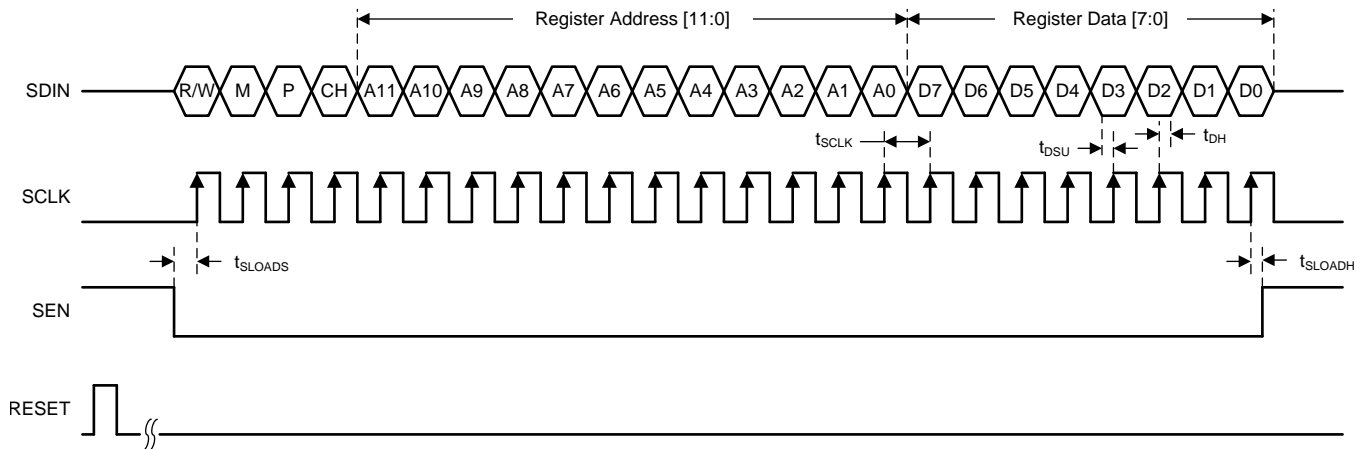 Register Address [11:0] Register Data [7:0]
SDIN R/W M P CH A11 A10 A9 A8 A7 A6 A5 A4 A3 A2 A1 A0 D7 D6 D5 D4 D3 D2 D1 D0
tSCLK tDSU tDH
SCLK
tSLOADS tSLOADH
SEN
RESET